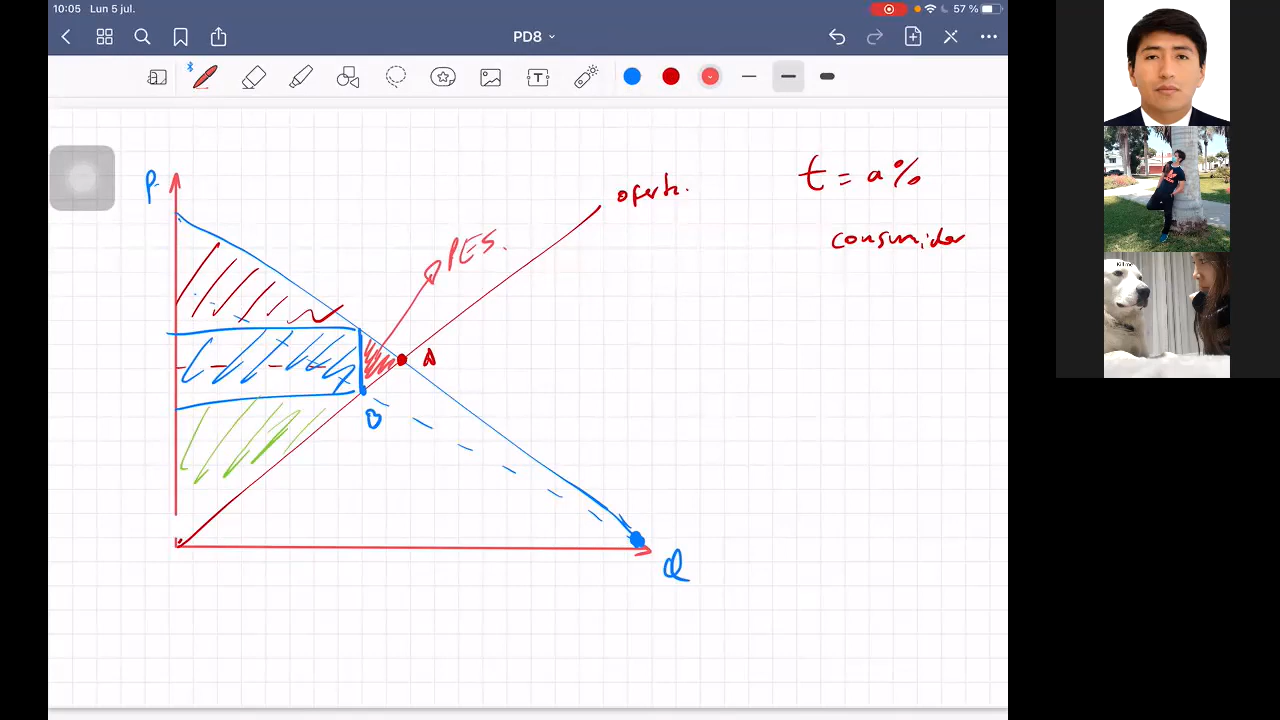 10:05 Lun 5 jul.
57 %
PD8
P
oferta.
t = a%
consumidor
PES.
A
B
Q